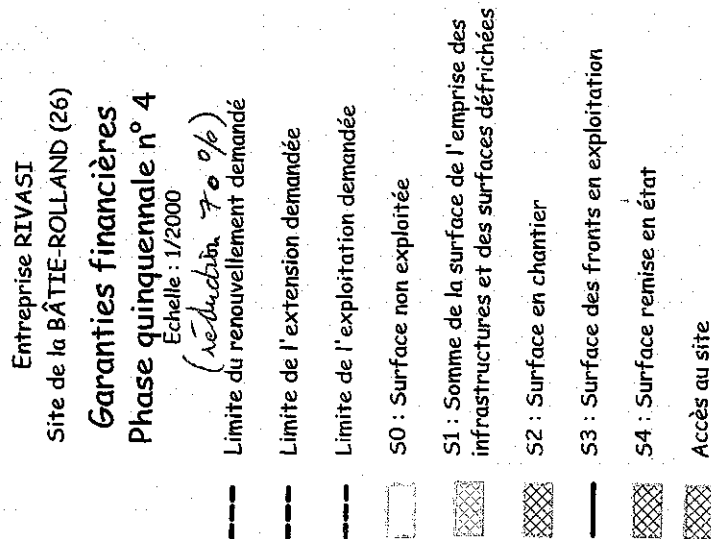 Entreprise RIVASI
Site de la BÂTIE-ROLLAND (26)
Garanties financières
Phase quinquennale n° 4
Echelle : 1/2000
(réduction 70 %)
Limite du renouvellement demandé
Limite de l'extension demandée
Limite de l'exploitation demandée
S0 : Surface non exploitée
S1 : Somme de la surface de l'emprise des
infrastructures et des surfaces défrichées
S2 : Surface en chantier
S3 : Surface des fronts en exploitation
S4 : Surface remise en état
Accès au site